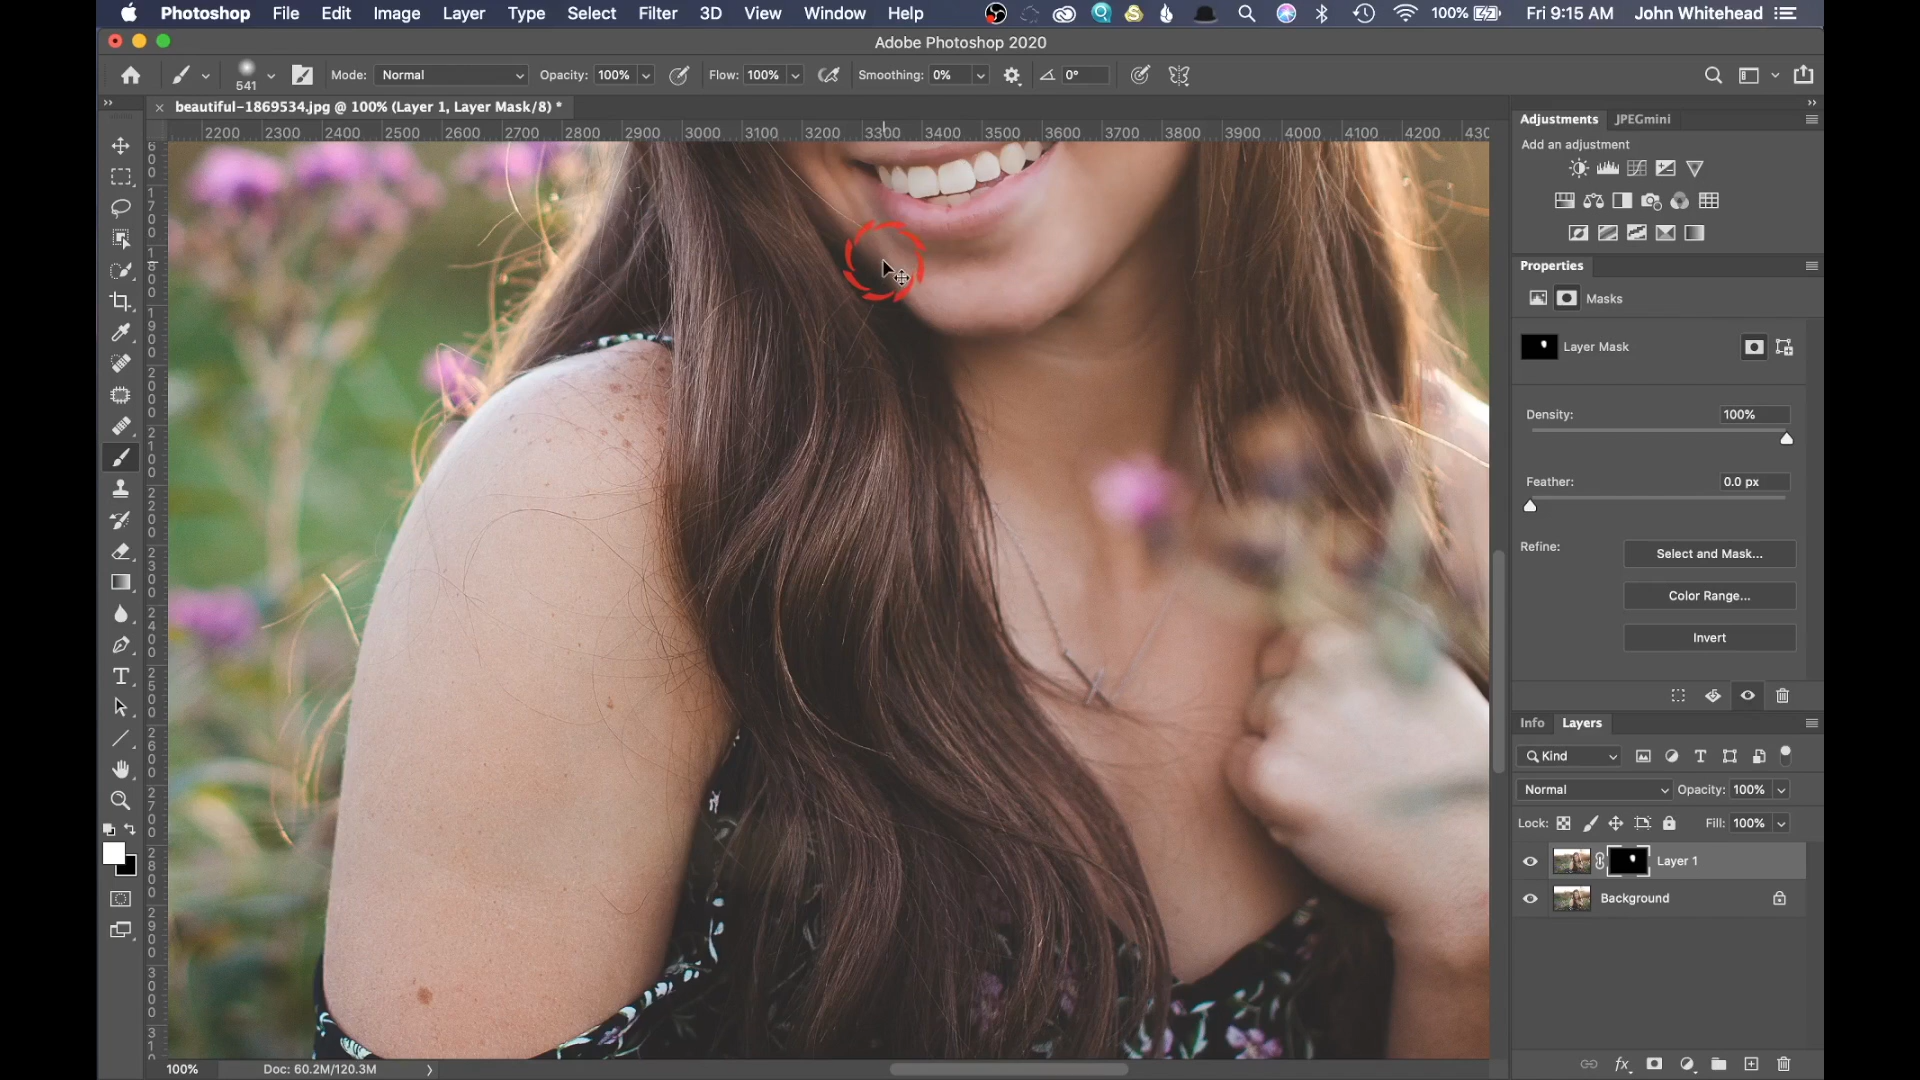 Photoshop File Edit Image Layer Type Select Filter 3D View Window Help 100% Fri 9:15 AM John Whitehead
Adobe Photoshop 2020
541 Mode: Normal Opacity: 100% Flow: 100% Smoothing: 0% 0°
beautiful-1869534.jpg @ 100% (Layer 1, Layer Mask/8) *
2200 2300 2400 2500 2600 2700 2800 2900 3000 3100 3200 3300 3400 3500 3600 3700 3800 3900 4000 4100 4200 430
Adjustments JPEGmini
Add an adjustment
Properties
Masks
Layer Mask
Density: 100%
Feather: 0.0 px
Refine: Select and Mask...
Color Range...
Invert
Info Layers
Kind
Normal Opacity: 100%
Lock: Fill: 100%
Layer 1
Background
100% Doc: 60.2M/120.3M